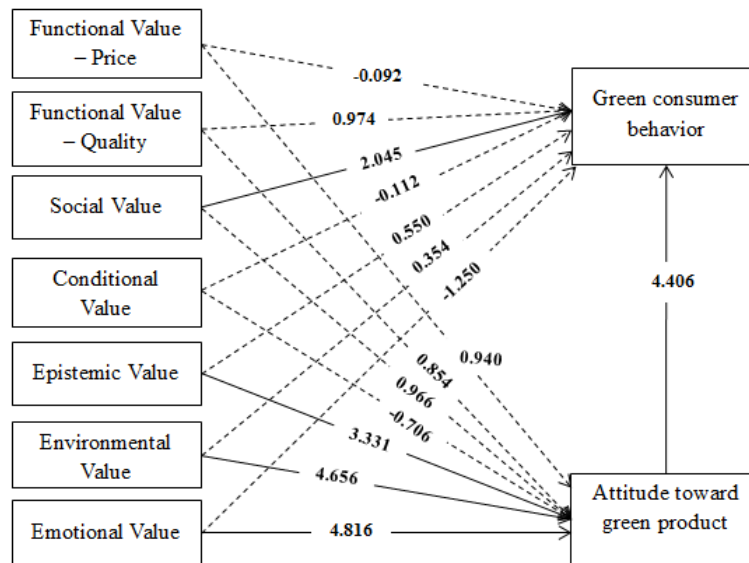 Functional Value
– Price
Functional Value
– Quality
Social Value
Conditional
Value
Epistemic Value
Environmental
Value
Emotional Value
-0.092
0.974
2.045
-0.112
0.550
0.354
-1.250
0.940
0.854
0.966
-0.706
3.331
4.656
4.816
Green consumer
behavior
4.406
Attitude toward
green product